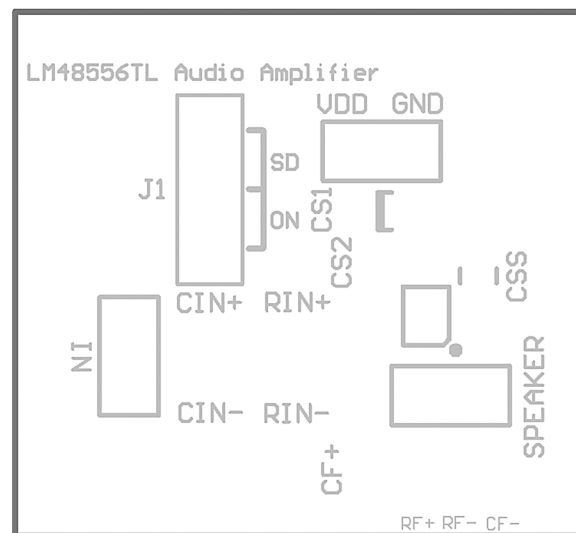 LM48556TL Audio Amplifier
VDD GND
SD
J1
ON
CS1
CS2
CSS
CIN+ RIN+
IN
SPEAKER
CIN- RIN-
CF+
RF+ RF- CF-